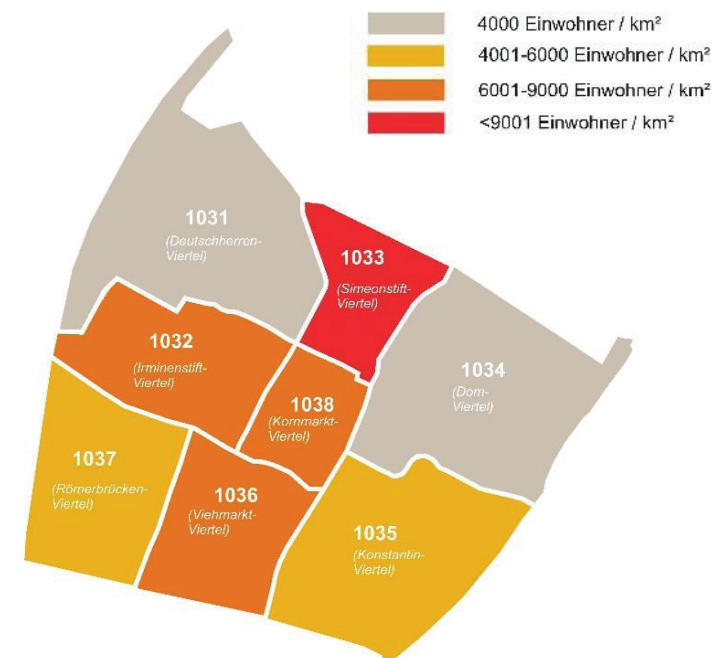 4000 Einwohner / km²
4001-6000 Einwohner / km²
6001-9000 Einwohner / km²
<9001 Einwohner / km²
1031
(Deutschherren-
Viertel)
1033
(Simeonstift-
Viertel)
1032
(Irminenstift-
Viertel)
1034
(Dom-
Viertel)
1038
(Kornmarkt-
Viertel)
1037
(Römerbrücken-
Viertel)
1036
(Viehmarkt-
Viertel)
1035
(Konstantin-
Viertel)